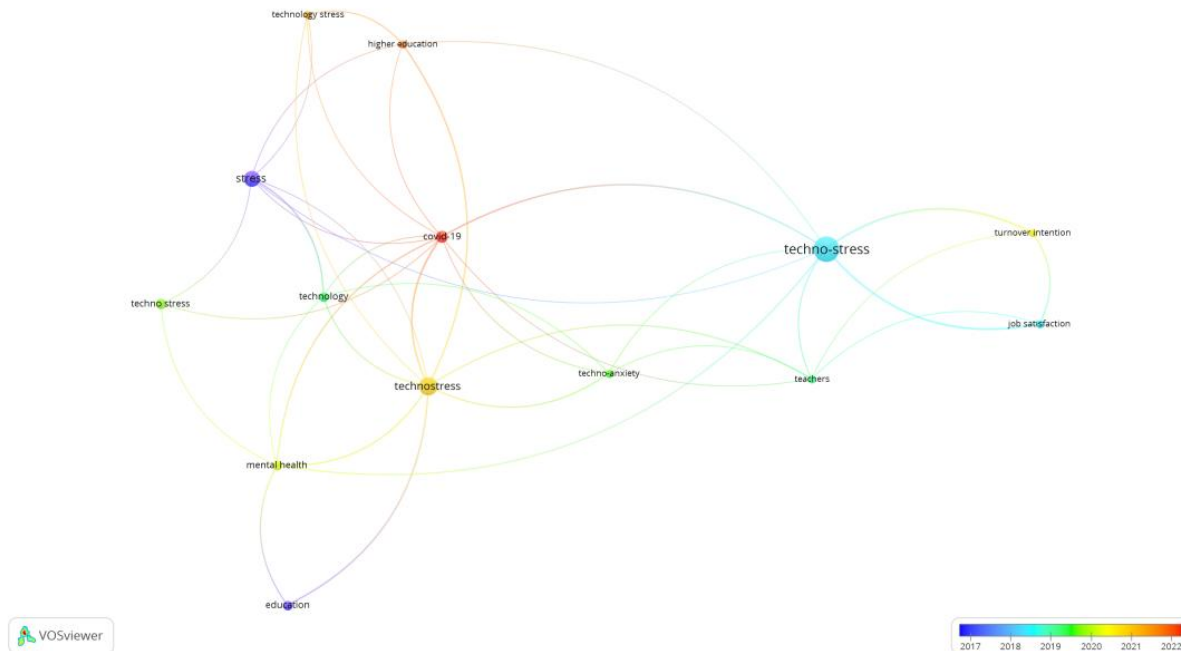 technology stress
higher education
stress
covid-19
techno-stress
turnover intention
techno stress
technology
job satisfaction
techno-anxiety
teachers
technostress
mental health
education
VOSviewer
2017 2018 2019 2020 2021 2022